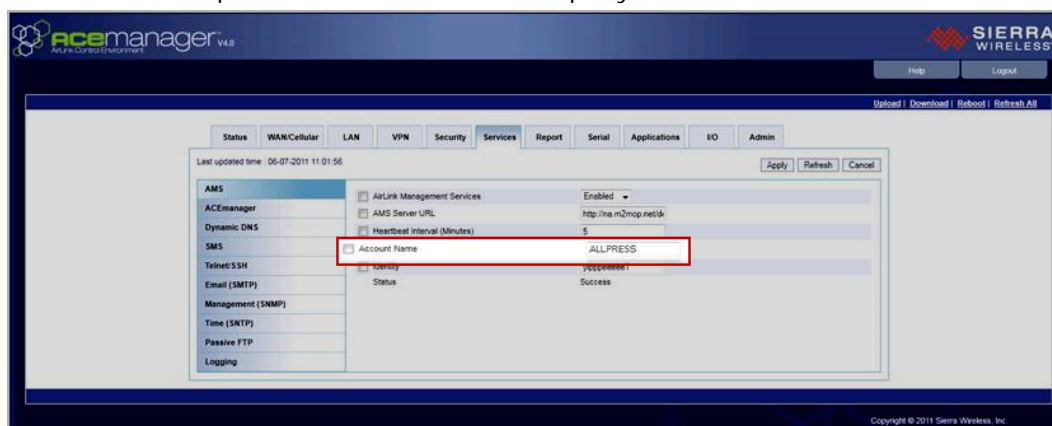 ACEmanager V4.0
AirLink Control Environment
SIERRA
WIRELESS
Help Logout
Upload | Download | Reboot | Refresh All
Status WAN/Cellular LAN VPN Security Services Report Serial Applications I/O Admin
Last updated time : 06-07-2011 11:01:56
Apply Refresh Cancel
AMS
ACEmanager
Dynamic DNS
SMS
Telnet/SSH
Email (SMTP)
Management (SNMP)
Time (SNTP)
Passive FTP
Logging
AirLink Management Services Enabled
AMS Server URL http://na.m2mop.net/de
Heartbeat Interval (Minutes) 5
Account Name ALLPRESS
Identity
Status Success
Copyright © 2011 Sierra Wireless, Inc